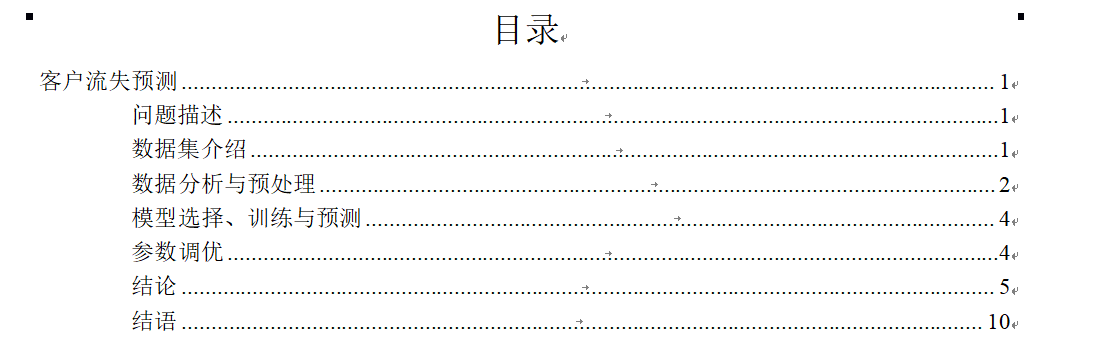 目录
客户流失预测 1
问题描述 1
数据集介绍 1
数据分析与预处理 2
模型选择、训练与预测 4
参数调优 4
结论 5
结语 10